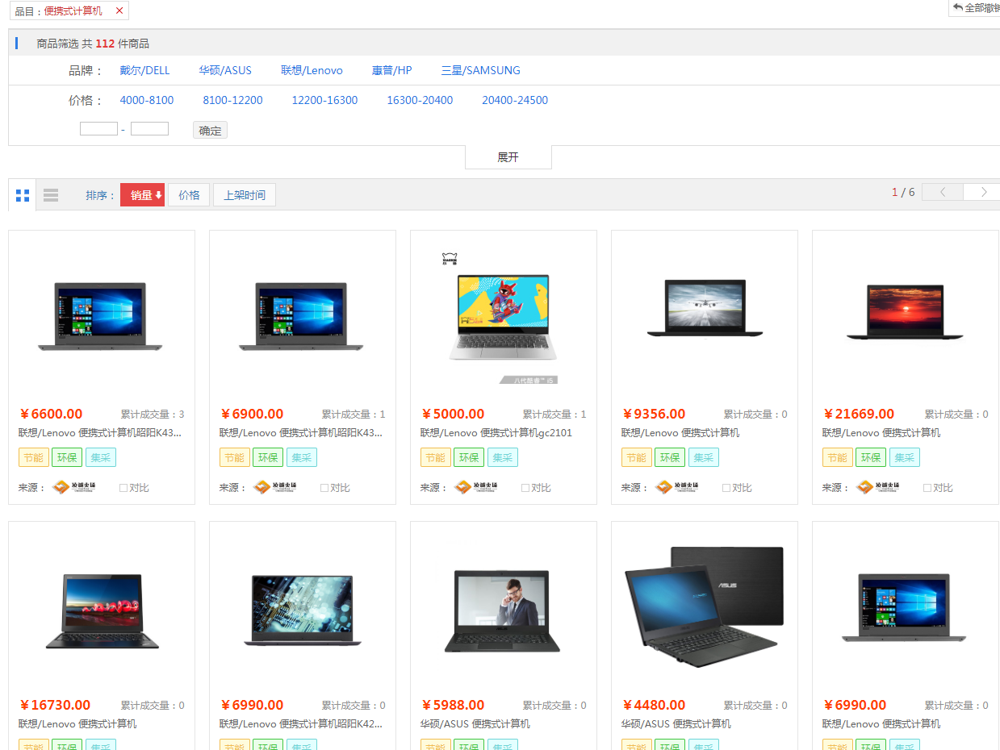 品目：便携式计算机 ×
全部撤销
商品筛选 共 112 件商品
品牌： 戴尔/DELL 华硕/ASUS 联想/Lenovo 惠普/HP 三星/SAMSUNG
价格： 4000-8100 8100-12200 12200-16300 16300-20400 20400-24500
- 确定
展开
排序： 销量 价格 上架时间 1 / 6
八代酷睿™ i5
￥6600.00 累计成交量：3 ￥6900.00 累计成交量：1 ￥5000.00 累计成交量：1 ￥9356.00 累计成交量：0 ￥21669.00 累计成交量：0
联想/Lenovo 便携式计算机昭阳K43... 联想/Lenovo 便携式计算机昭阳K43... 联想/Lenovo 便携式计算机gc2101 联想/Lenovo 便携式计算机 联想/Lenovo 便携式计算机
节能 环保 集采 节能 环保 集采 节能 环保 集采 节能 环保 集采 节能 环保 集采
来源： 对比 来源： 对比 来源： 对比 来源： 对比 来源： 对比
ASUS
￥16730.00 累计成交量：0 ￥6990.00 累计成交量：0 ￥5988.00 累计成交量：0 ￥4480.00 累计成交量：0 ￥6990.00 累计成交量：0
联想/Lenovo 便携式计算机 联想/Lenovo 便携式计算机昭阳K42... 华硕/ASUS 便携式计算机 华硕/ASUS 便携式计算机 联想/Lenovo 便携式计算机
节能 环保 集采 节能 环保 集采 节能 环保 集采 节能 环保 集采 节能 环保 集采